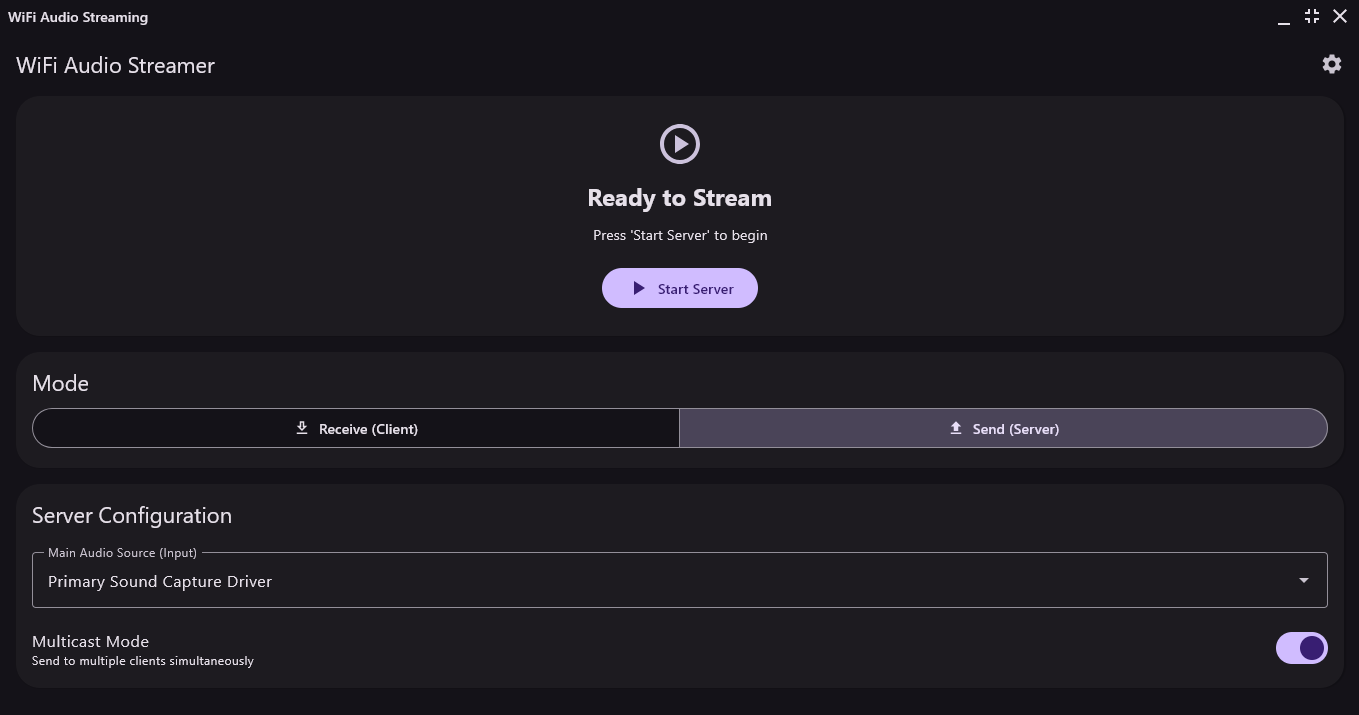 WiFi Audio Streaming
WiFi Audio Streamer
Ready to Stream
Press 'Start Server' to begin
Start Server
Mode
Receive (Client)
Send (Server)
Server Configuration
Main Audio Source (Input)
Primary Sound Capture Driver
Multicast Mode
Send to multiple clients simultaneously